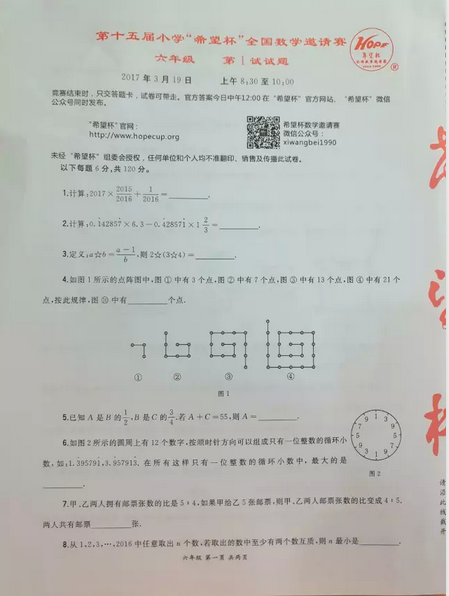 第十五届小学“希望杯”全国数学邀请赛
六年级 第1试试题
2017年3月19日 上午8:30至10:00
竞赛结束时,只交答题卡,试卷可带走。官方答案今日中午12:00在“希望杯”官方网站、“希望杯”微信
公众号同时发布。
“希望杯”官网:
http://www.hopecup.org
希望杯数学邀请赛
微信公众号:
xiwangbei1990
HOPE
希望杯
®
未经“希望杯”组委会授权,任何单位和个人均不准翻印、销售及传播此试卷。
以下每题6分,共120分。
1.计算:2017×2015/2016+1/2016=________.
2.计算:0.142857×6.3-0.428571×1 2/3=________.
3.定义:a☆b=(a-1)/b,则2☆(3☆4)=________.
4.如图1所示的点阵图中,图①中有3个点,图②中有7个点,图③中有13个点,图④中有21个
点,按此规律,图⑩中有________个点.
① ② ③ ④
图1
5.已知A是B的1/2,B是C的3/4,若A+C=55,则A=________.
6.如图2所示的圆周上有12个数字,按顺时针方向可以组成只有一位整数的循环小
数,如,1.395791,3.957913.在所有这样只有一位整数的循环小数中,最大的是
________.
图2
7.甲、乙两人拥有邮票张数的比是5:4,如果甲给乙5张邮票,则甲、乙两人邮票张数的比变成4:5.
两人共有邮票________张.
8.从1,2,3,…,2016中任意取出n个数,若取出的数中至少有两个数互质,则n最小是________.
六年级 第一页 共两页
请沿此线截开